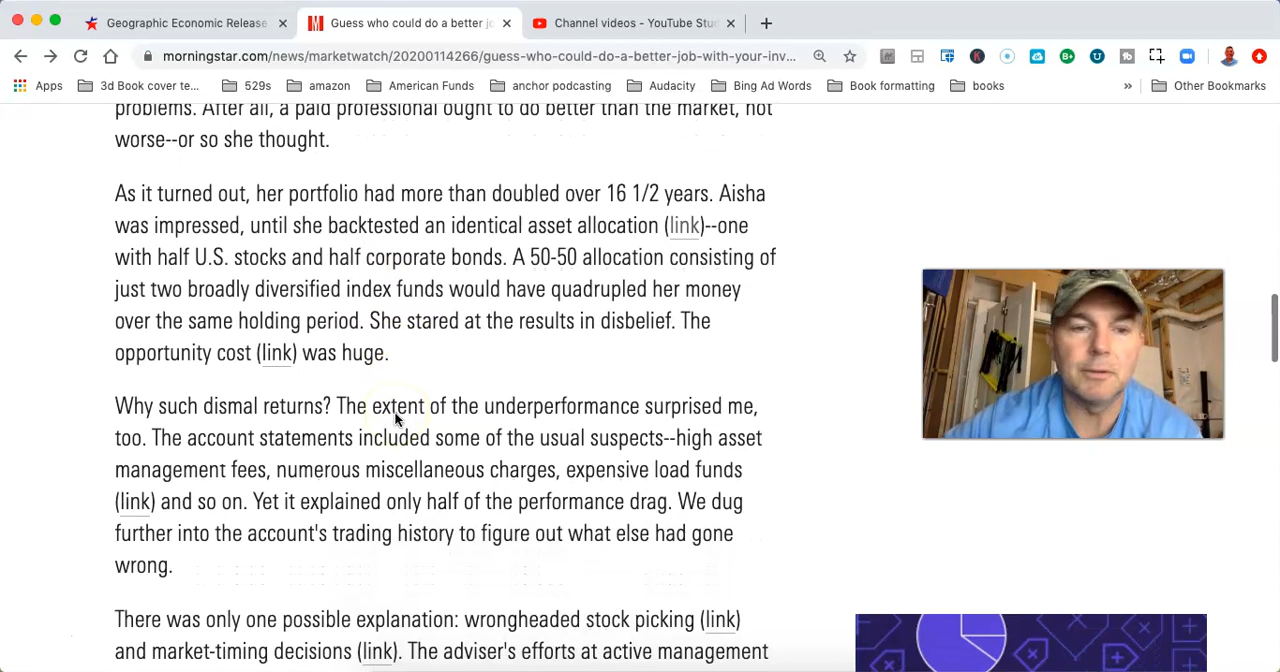 Geographic Economic Release
Guess who could do a better jo
Channel videos - YouTube Stu
morningstar.com/news/marketwatch/20200114266/guess-who-could-do-a-better-job-with-your-inv...
Apps
3d Book cover te...
529s
amazon
American Funds
anchor podcasting
Audacity
Bing Ad Words
Book formatting
books
»
Other Bookmarks
problems. After all, a paid professional ought to do better than the market, not
worse--or so she thought.
As it turned out, her portfolio had more than doubled over 16 1/2 years. Aisha
was impressed, until she backtested an identical asset allocation (link)--one
with half U.S. stocks and half corporate bonds. A 50-50 allocation consisting of
just two broadly diversified index funds would have quadrupled her money
over the same holding period. She stared at the results in disbelief. The
opportunity cost (link) was huge.
Why such dismal returns? The extent of the underperformance surprised me,
too. The account statements included some of the usual suspects--high asset
management fees, numerous miscellaneous charges, expensive load funds
(link) and so on. Yet it explained only half of the performance drag. We dug
further into the account's trading history to figure out what else had gone
wrong.
There was only one possible explanation: wrongheaded stock picking (link)
and market-timing decisions (link). The adviser's efforts at active management